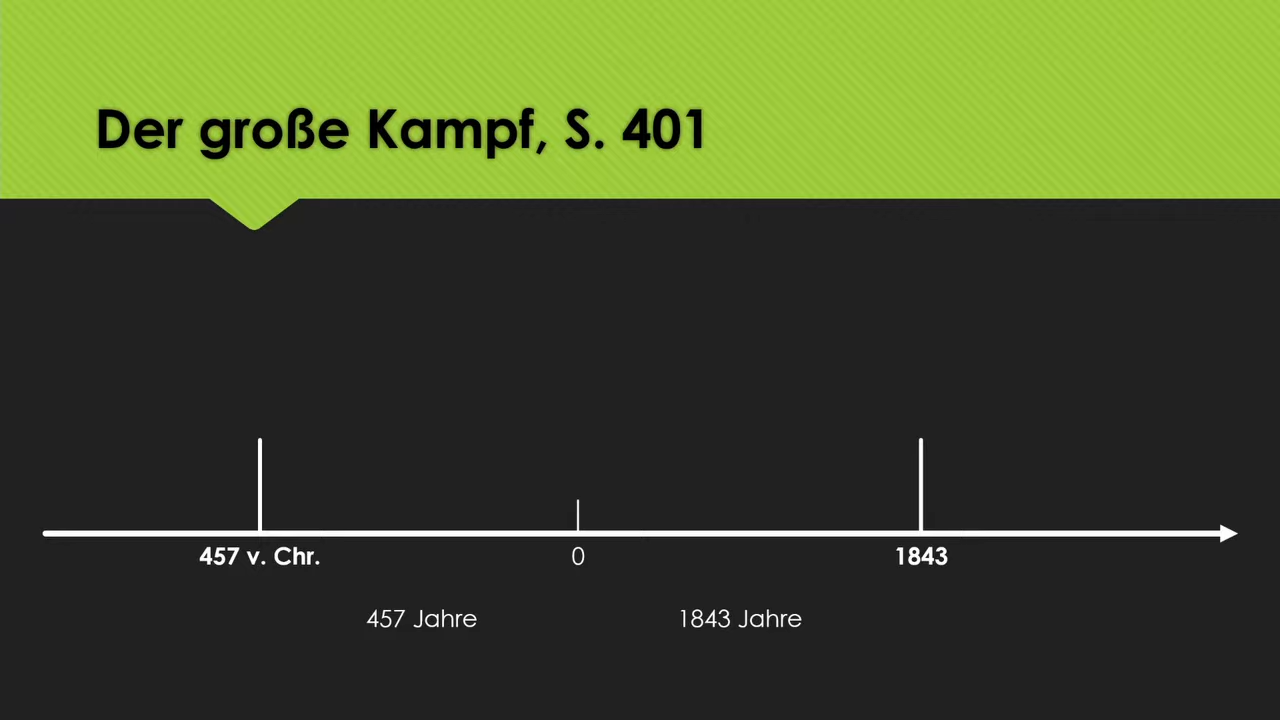 Der große Kampf, S. 401
457 v. Chr.
0
1843
457 Jahre
1843 Jahre